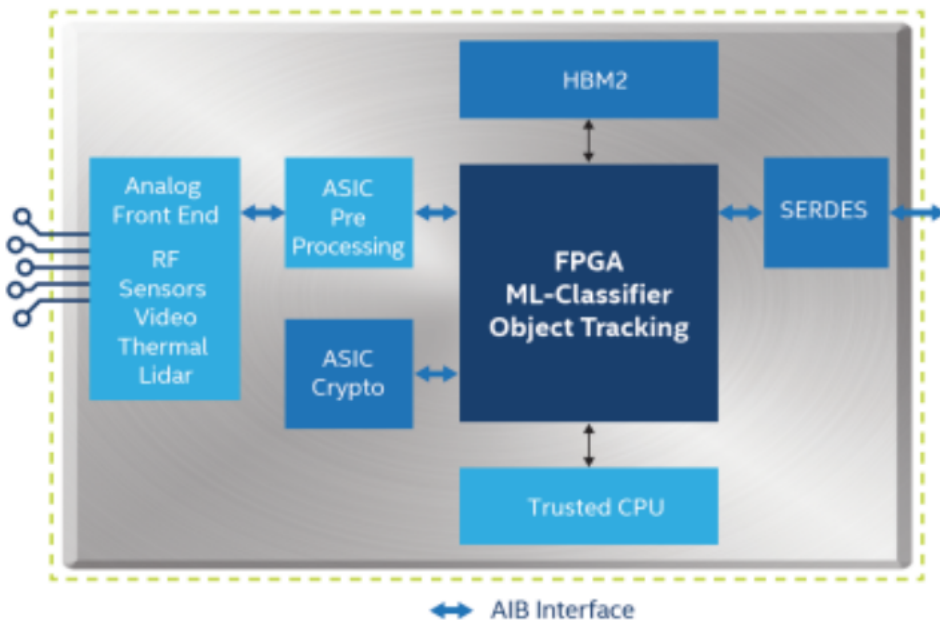 HBM2
Analog
Front End
RF
Sensors
Video
Thermal
Lidar
ASIC
Pre
Processing
FPGA
ML-Classifier
Object Tracking
SERDES
ASIC
Crypto
Trusted CPU
AIB Interface